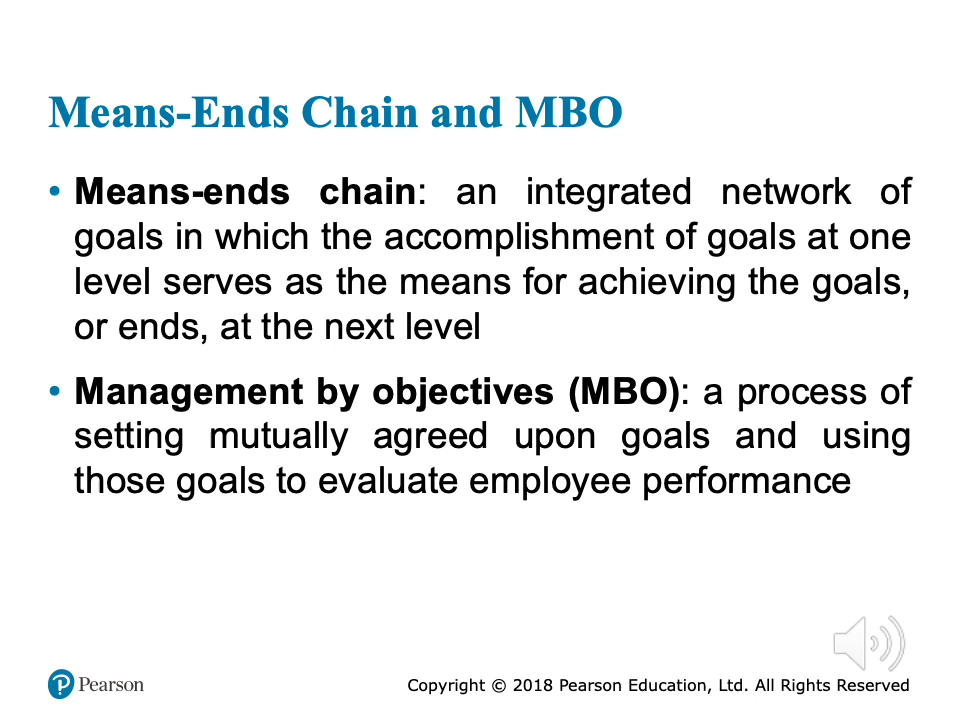 Means-Ends Chain and MBO
• Means-ends chain: an integrated network of
goals in which the accomplishment of goals at one
level serves as the means for achieving the goals,
or ends, at the next level
• Management by objectives (MBO): a process of
setting mutually agreed upon goals and using
those goals to evaluate employee performance
Pearson
Copyright © 2018 Pearson Education, Ltd. All Rights Reserved